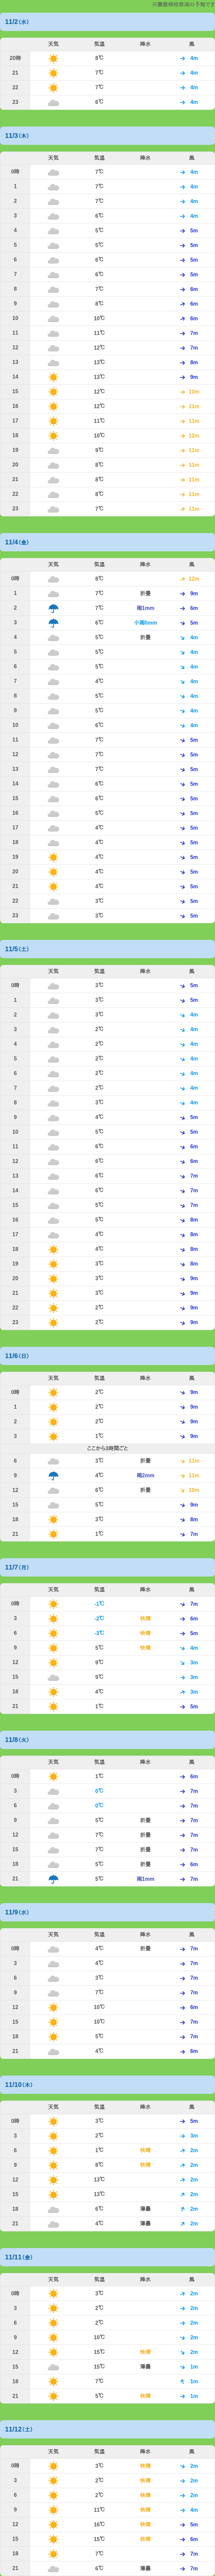 ※裏磐梯桧原湖の予報です
11/2(水)
天気 気温 降水 風
20時 8℃ 4m
21 7℃ 4m
22 7℃ 4m
23 6℃ 4m
11/3(木)
天気 気温 降水 風
0時 7℃ 4m
1 7℃ 4m
2 7℃ 4m
3 6℃ 4m
4 5℃ 5m
5 5℃ 5m
6 6℃ 5m
7 6℃ 5m
8 7℃ 6m
9 8℃ 6m
10 10℃ 6m
11 11℃ 7m
12 12℃ 7m
13 13℃ 8m
14 13℃ 9m
15 12℃ 10m
16 12℃ 11m
17 11℃ 11m
18 10℃ 12m
19 9℃ 11m
20 8℃ 11m
21 8℃ 11m
22 8℃ 11m
23 7℃ 11m
11/4(金)
天気 気温 降水 風
0時 6℃ 12m
1 7℃ 折曇 9m
2 7℃ 雨1mm 6m
3 6℃ 小雨0mm 5m
4 5℃ 折曇 4m
5 5℃ 4m
6 5℃ 4m
7 4℃ 4m
8 5℃ 4m
9 5℃ 4m
10 6℃ 4m
11 7℃ 5m
12 7℃ 5m
13 7℃ 5m
14 6℃ 5m
15 6℃ 5m
16 5℃ 5m
17 4℃ 5m
18 4℃ 5m
19 4℃ 5m
20 4℃ 5m
21 4℃ 5m
22 3℃ 5m
23 3℃ 5m
11/5(土)
天気 気温 降水 風
0時 3℃ 5m
1 3℃ 5m
2 3℃ 4m
3 2℃ 4m
4 2℃ 4m
5 2℃ 4m
6 2℃ 4m
7 2℃ 4m
8 3℃ 4m
9 4℃ 5m
10 5℃ 5m
11 6℃ 6m
12 6℃ 6m
13 6℃ 7m
14 6℃ 7m
15 5℃ 7m
16 5℃ 8m
17 4℃ 8m
18 4℃ 8m
19 3℃ 8m
20 3℃ 9m
21 3℃ 9m
22 2℃ 9m
23 2℃ 9m
11/6(日)
天気 気温 降水 風
0時 2℃ 9m
1 2℃ 9m
2 2℃ 9m
3 1℃ 9m
ここから3時間ごと
6 3℃ 折曇 11m
9 4℃ 雨2mm 11m
12 6℃ 折曇 10m
15 5℃ 9m
18 3℃ 8m
21 1℃ 7m
11/7(月)
天気 気温 降水 風
0時 -1℃ 7m
3 -2℃ 快晴 6m
6 -3℃ 快晴 5m
9 5℃ 快晴 4m
12 9℃ 3m
15 9℃ 3m
18 4℃ 3m
21 1℃ 5m
11/8(火)
天気 気温 降水 風
0時 1℃ 6m
3 0℃ 7m
6 0℃ 7m
9 5℃ 折曇 7m
12 7℃ 折曇 7m
15 7℃ 折曇 7m
18 5℃ 折曇 6m
21 5℃ 雨1mm 7m
11/9(水)
天気 気温 降水 風
0時 4℃ 折曇 7m
3 4℃ 7m
6 3℃ 7m
9 7℃ 7m
12 10℃ 6m
15 10℃ 7m
18 5℃ 7m
21 4℃ 6m
11/10(木)
天気 気温 降水 風
0時 3℃ 5m
3 2℃ 3m
6 1℃ 快晴 2m
9 8℃ 快晴 2m
12 13℃ 2m
15 13℃ 2m
18 6℃ 薄曇 2m
21 4℃ 薄曇 2m
11/11(金)
天気 気温 降水 風
0時 3℃ 2m
3 2℃ 2m
6 2℃ 2m
9 10℃ 2m
12 15℃ 快晴 2m
15 15℃ 薄曇 1m
18 7℃ 1m
21 5℃ 快晴 1m
11/12(土)
天気 気温 降水 風
0時 3℃ 快晴 2m
3 2℃ 快晴 2m
6 2℃ 快晴 2m
9 11℃ 快晴 4m
12 16℃ 快晴 5m
15 15℃ 快晴 6m
18 7℃ 7m
21 6℃ 薄曇 7m